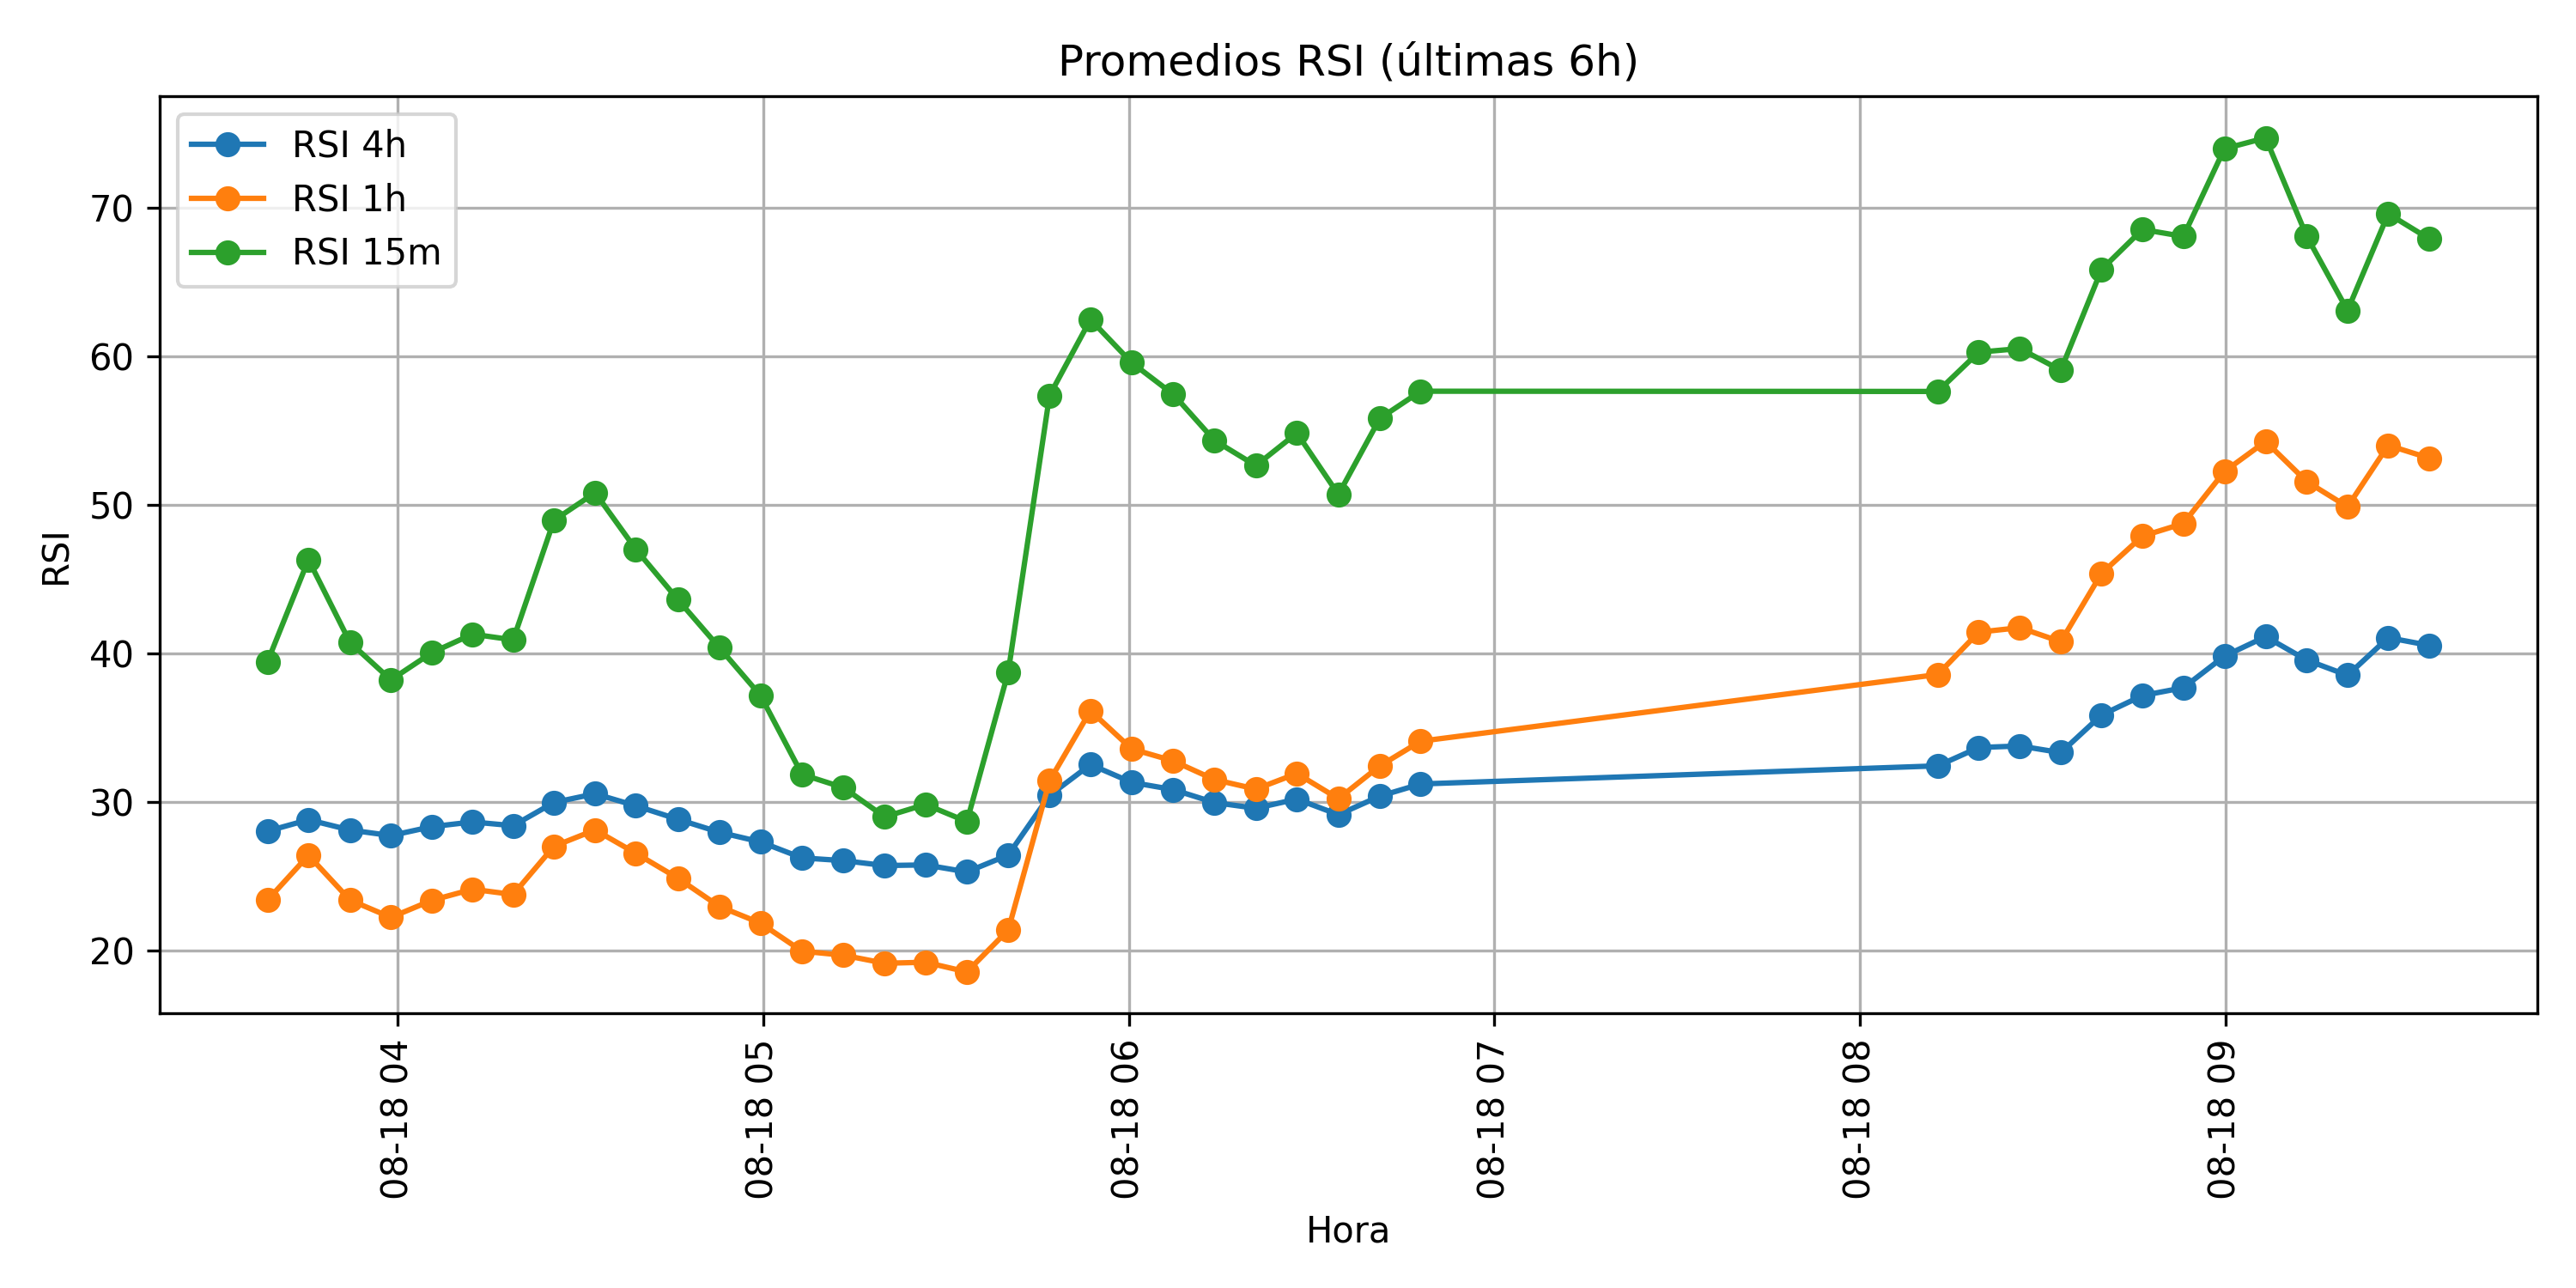 Promedios RSI (últimas 6h)
RSI 4h
RSI 1h
RSI 15m
70
60
50
40
30
20
RSI
08-18 04
08-18 05
08-18 06
08-18 07
08-18 08
08-18 09
Hora